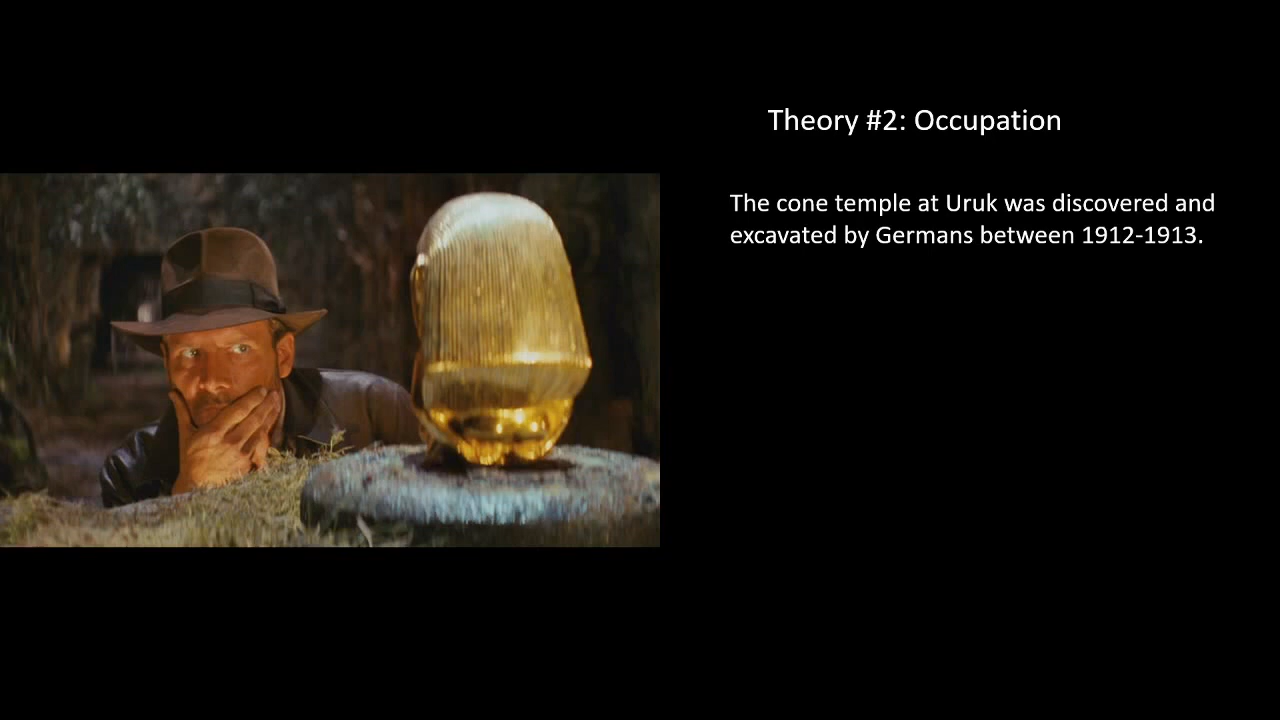 Theory #2: Occupation
The cone temple at Uruk was discovered and
excavated by Germans between 1912-1913.